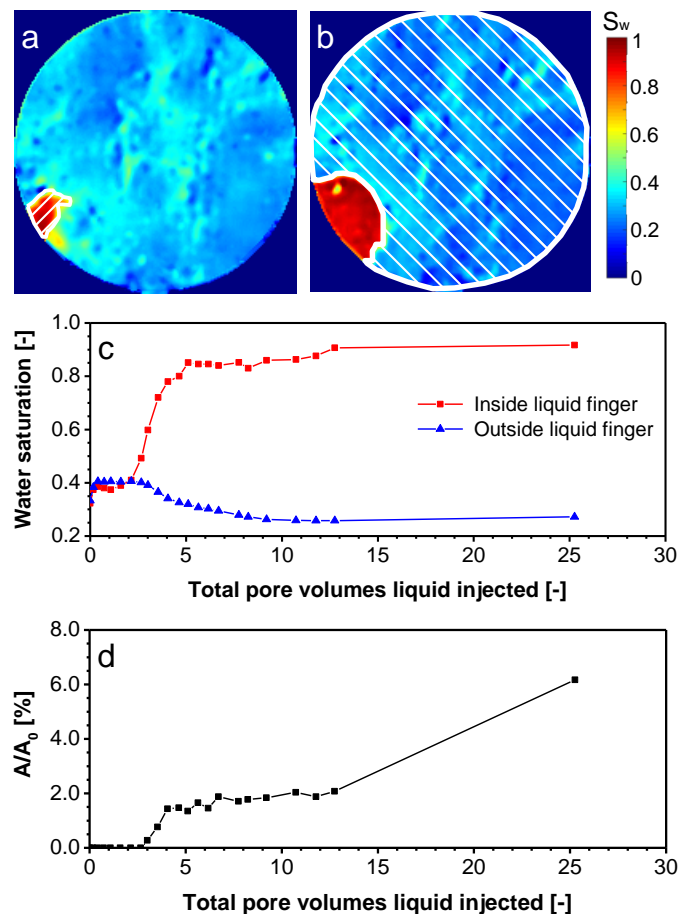 a
b
S_w
1
0.8
0.6
0.4
0.2
0
c
1.0
0.8
0.6
0.4
0.2
Water saturation [-]
Inside liquid finger
Outside liquid finger
0 5 10 15 20 25 30
Total pore volumes liquid injected [-]
d
8.0
6.0
4.0
2.0
0.0
A/A_0 [%]
0 5 10 15 20 25 30
Total pore volumes liquid injected [-]